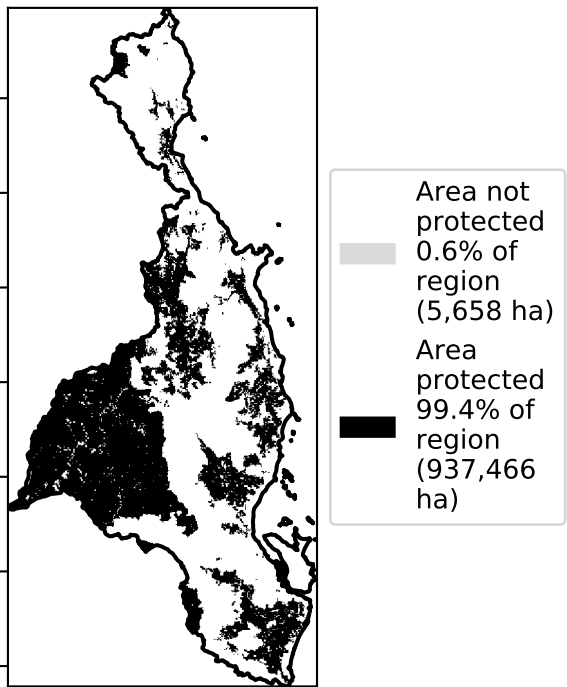 Area not
protected
0.6% of
region
(5,658 ha)
Area
protected
99.4% of
region
(937,466
ha)